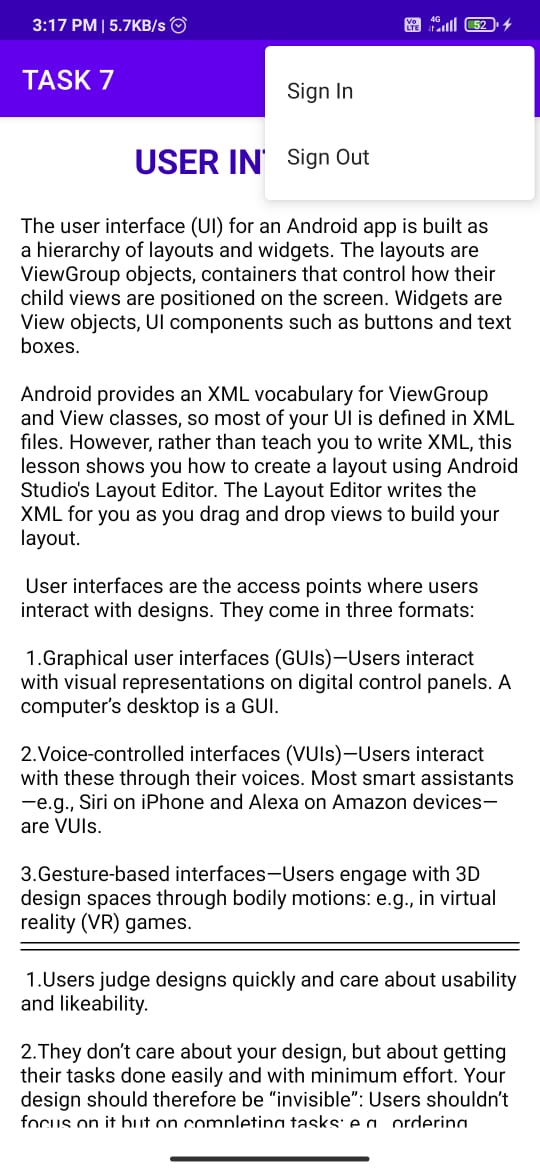 3:17 PM | 5.7KB/s
Vo LTE 4G 52
TASK 7
Sign In
Sign Out
USER IN
The user interface (UI) for an Android app is built as
a hierarchy of layouts and widgets. The layouts are
ViewGroup objects, containers that control how their
child views are positioned on the screen. Widgets are
View objects, UI components such as buttons and text
boxes.
Android provides an XML vocabulary for ViewGroup
and View classes, so most of your UI is defined in XML
files. However, rather than teach you to write XML, this
lesson shows you how to create a layout using Android
Studio's Layout Editor. The Layout Editor writes the
XML for you as you drag and drop views to build your
layout.
User interfaces are the access points where users
interact with designs. They come in three formats:
1.Graphical user interfaces (GUIs)—Users interact
with visual representations on digital control panels. A
computer’s desktop is a GUI.
2.Voice-controlled interfaces (VUIs)—Users interact
with these through their voices. Most smart assistants
—e.g., Siri on iPhone and Alexa on Amazon devices—
are VUIs.
3.Gesture-based interfaces—Users engage with 3D
design spaces through bodily motions: e.g., in virtual
reality (VR) games.
1.Users judge designs quickly and care about usability
and likeability.
2.They don’t care about your design, but about getting
their tasks done easily and with minimum effort. Your
design should therefore be “invisible”: Users shouldn’t
focus on it but on completing tasks: e.g., ordering